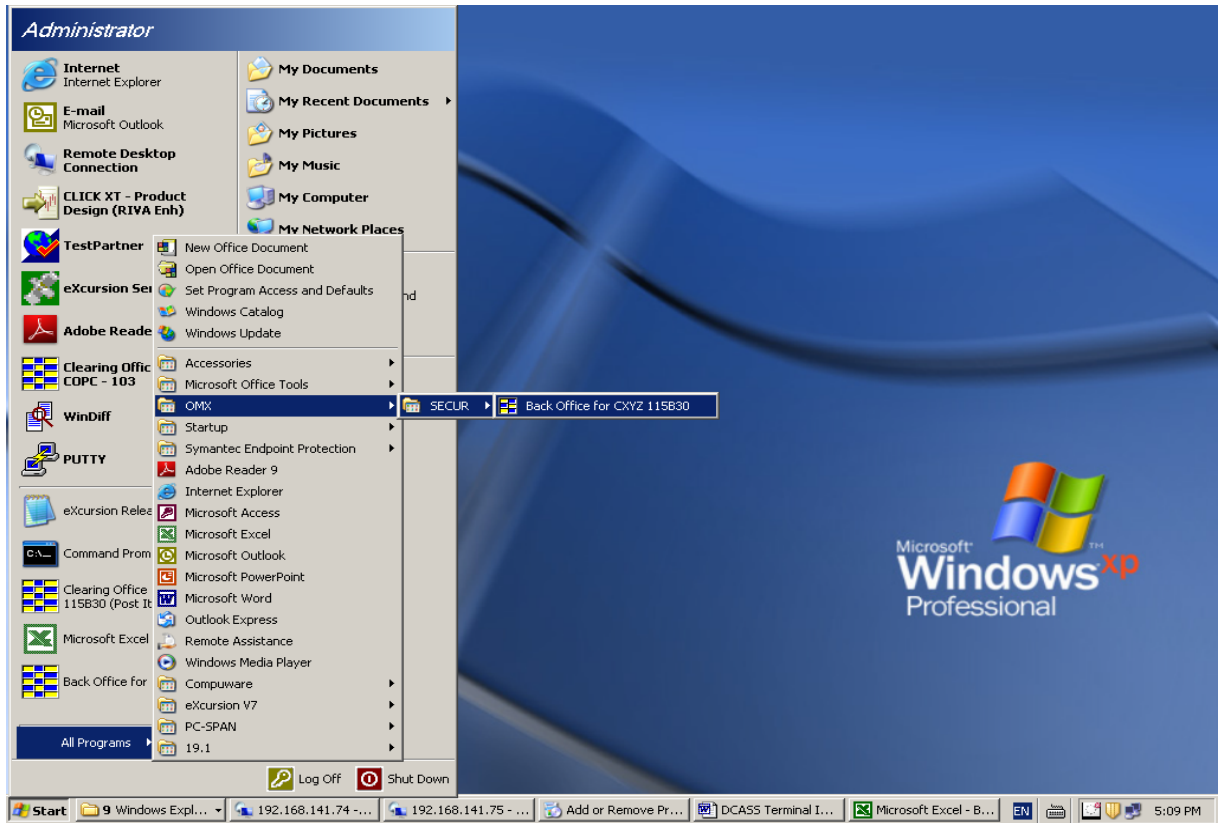 Administrator
Internet
Internet Explorer
E-mail
Microsoft Outlook
Remote Desktop
Connection
CLICK XT - Product
Design (RIVA Enh)
TestPartner
eXcursion Se
Adobe Reade
Clearing Offic
COPC - 103
WinDiff
PUTTY
eXcursion Relea
Command Prom
Clearing Office
115B30 (Post It
Microsoft Excel
Back Office for
All Programs
My Documents
My Recent Documents
My Pictures
My Music
My Computer
My Network Places
nd
New Office Document
Open Office Document
Set Program Access and Defaults
Windows Catalog
Windows Update
Accessories
Microsoft Office Tools
OMX
Startup
Symantec Endpoint Protection
Adobe Reader 9
Internet Explorer
Microsoft Access
Microsoft Excel
Microsoft Outlook
Microsoft PowerPoint
Microsoft Word
Outlook Express
Remote Assistance
Windows Media Player
Compuware
eXcursion V7
PC-SPAN
19.1
SECUR
Back Office for CXYZ 115B30
Log Off
Shut Down
Microsoft
Windows xp
TM
Professional
Start
9 Windows Expl...
192.168.141.74 -...
192.168.141.75 - ...
Add or Remove Pr...
DCASS Terminal I...
Microsoft Excel - B...
EN
5:09 PM